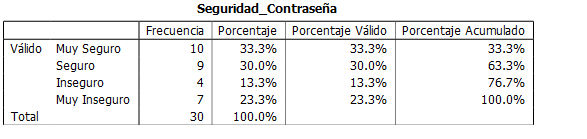 Seguridad_Contraseña
Frecuencia Porcentaje Porcentaje Válido Porcentaje Acumulado
Válido Muy Seguro 10 33.3% 33.3% 33.3%
Seguro 9 30.0% 30.0% 63.3%
Inseguro 4 13.3% 13.3% 76.7%
Muy Inseguro 7 23.3% 23.3% 100.0%
Total 30 100.0%